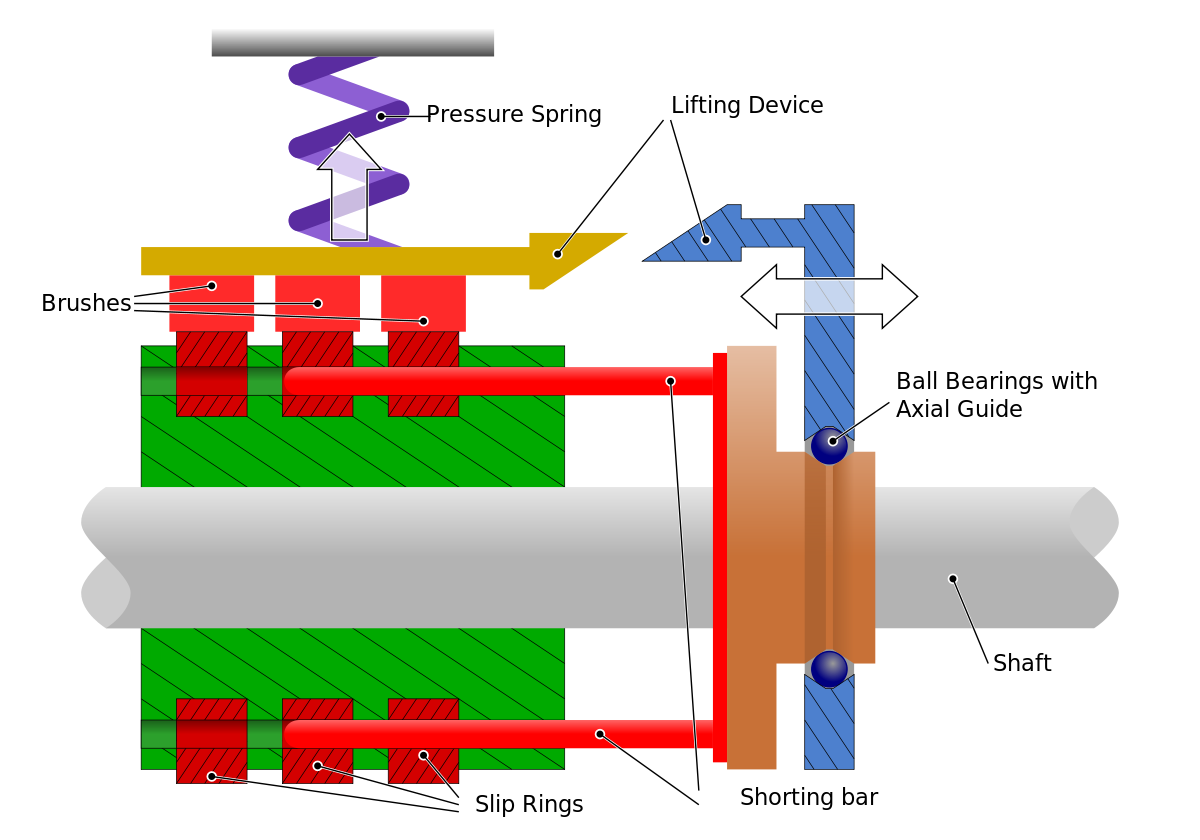 Lifting Device
Pressure Spring
Brushes
Ball Bearings with
Axial Guide
Shaft
Shorting bar
Slip Rings